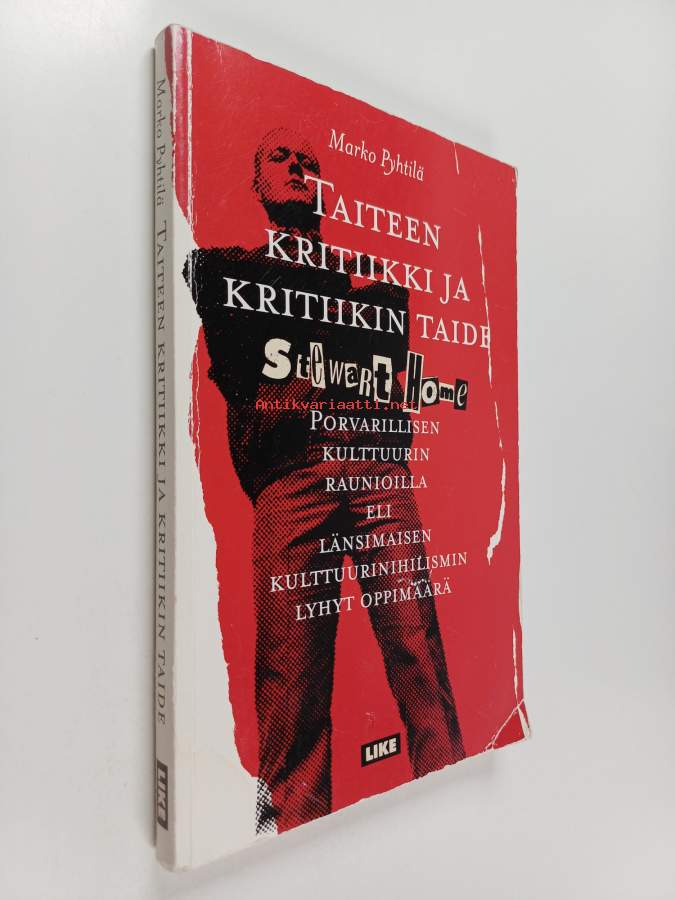 Marko Pyhtilä
TAITEEN
KRITIIKKI JA
KRITIIKIN TAIDE
Stewart Home
Antikvariaatti.net
PORVARILLISEN
KULTTUURIN
RAUNIOILLA
ELI
LÄNSIMAISEN
KULTTUURINIHILISMIN
LYHYT OPPIMÄÄRÄ
LIKE
Marko Pyhtilä TAITEEN KRITIIKKI JA KRITIIKIN TAIDE
LIKE